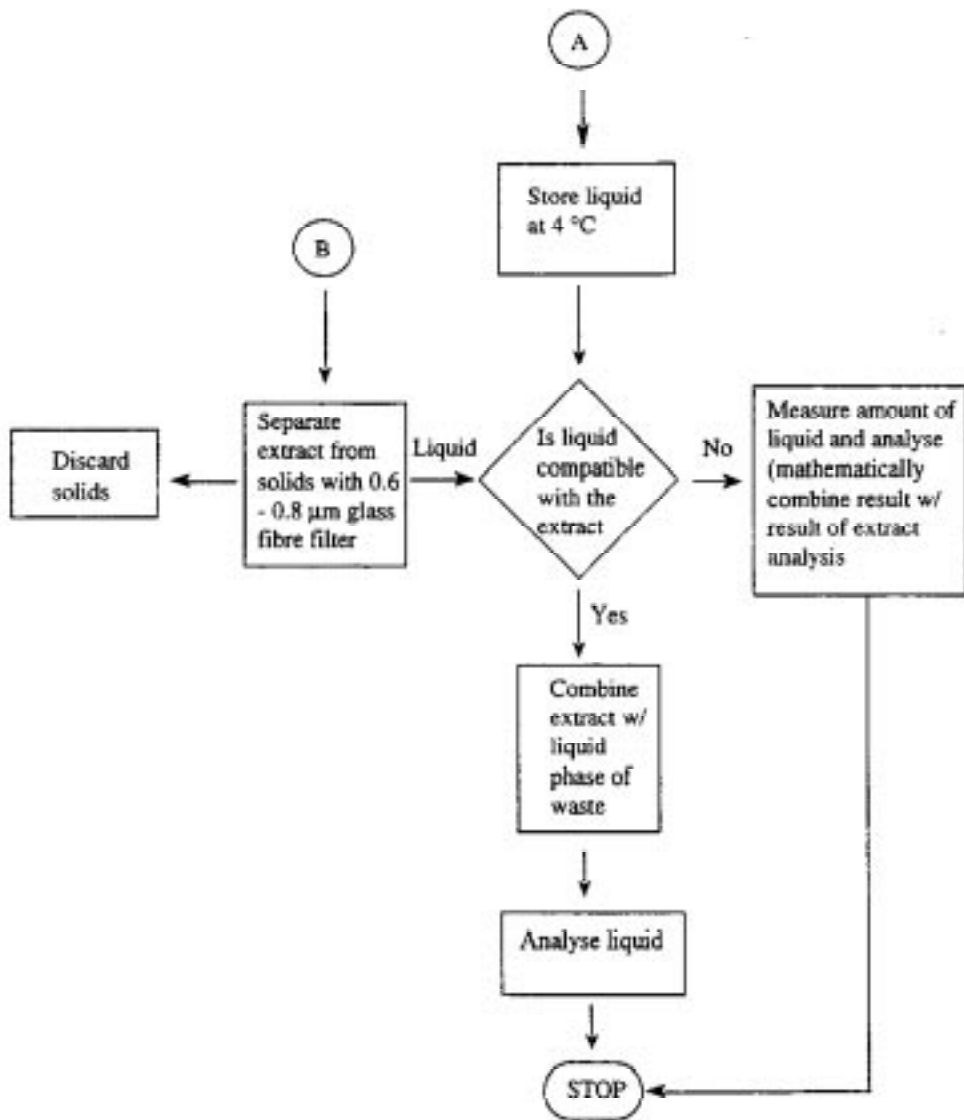 A
Store liquid
at 4 °C
B
Separate
extract from
solids with 0.6
- 0.8 µm glass
fibre filter
Discard
solids
Liquid
Is liquid
compatible
with the
extract
No
Measure amount of
liquid and analyse
(mathematically
combine result w/
result of extract
analysis
Yes
Combine
extract w/
liquid
phase of
waste
Analyse liquid
STOP